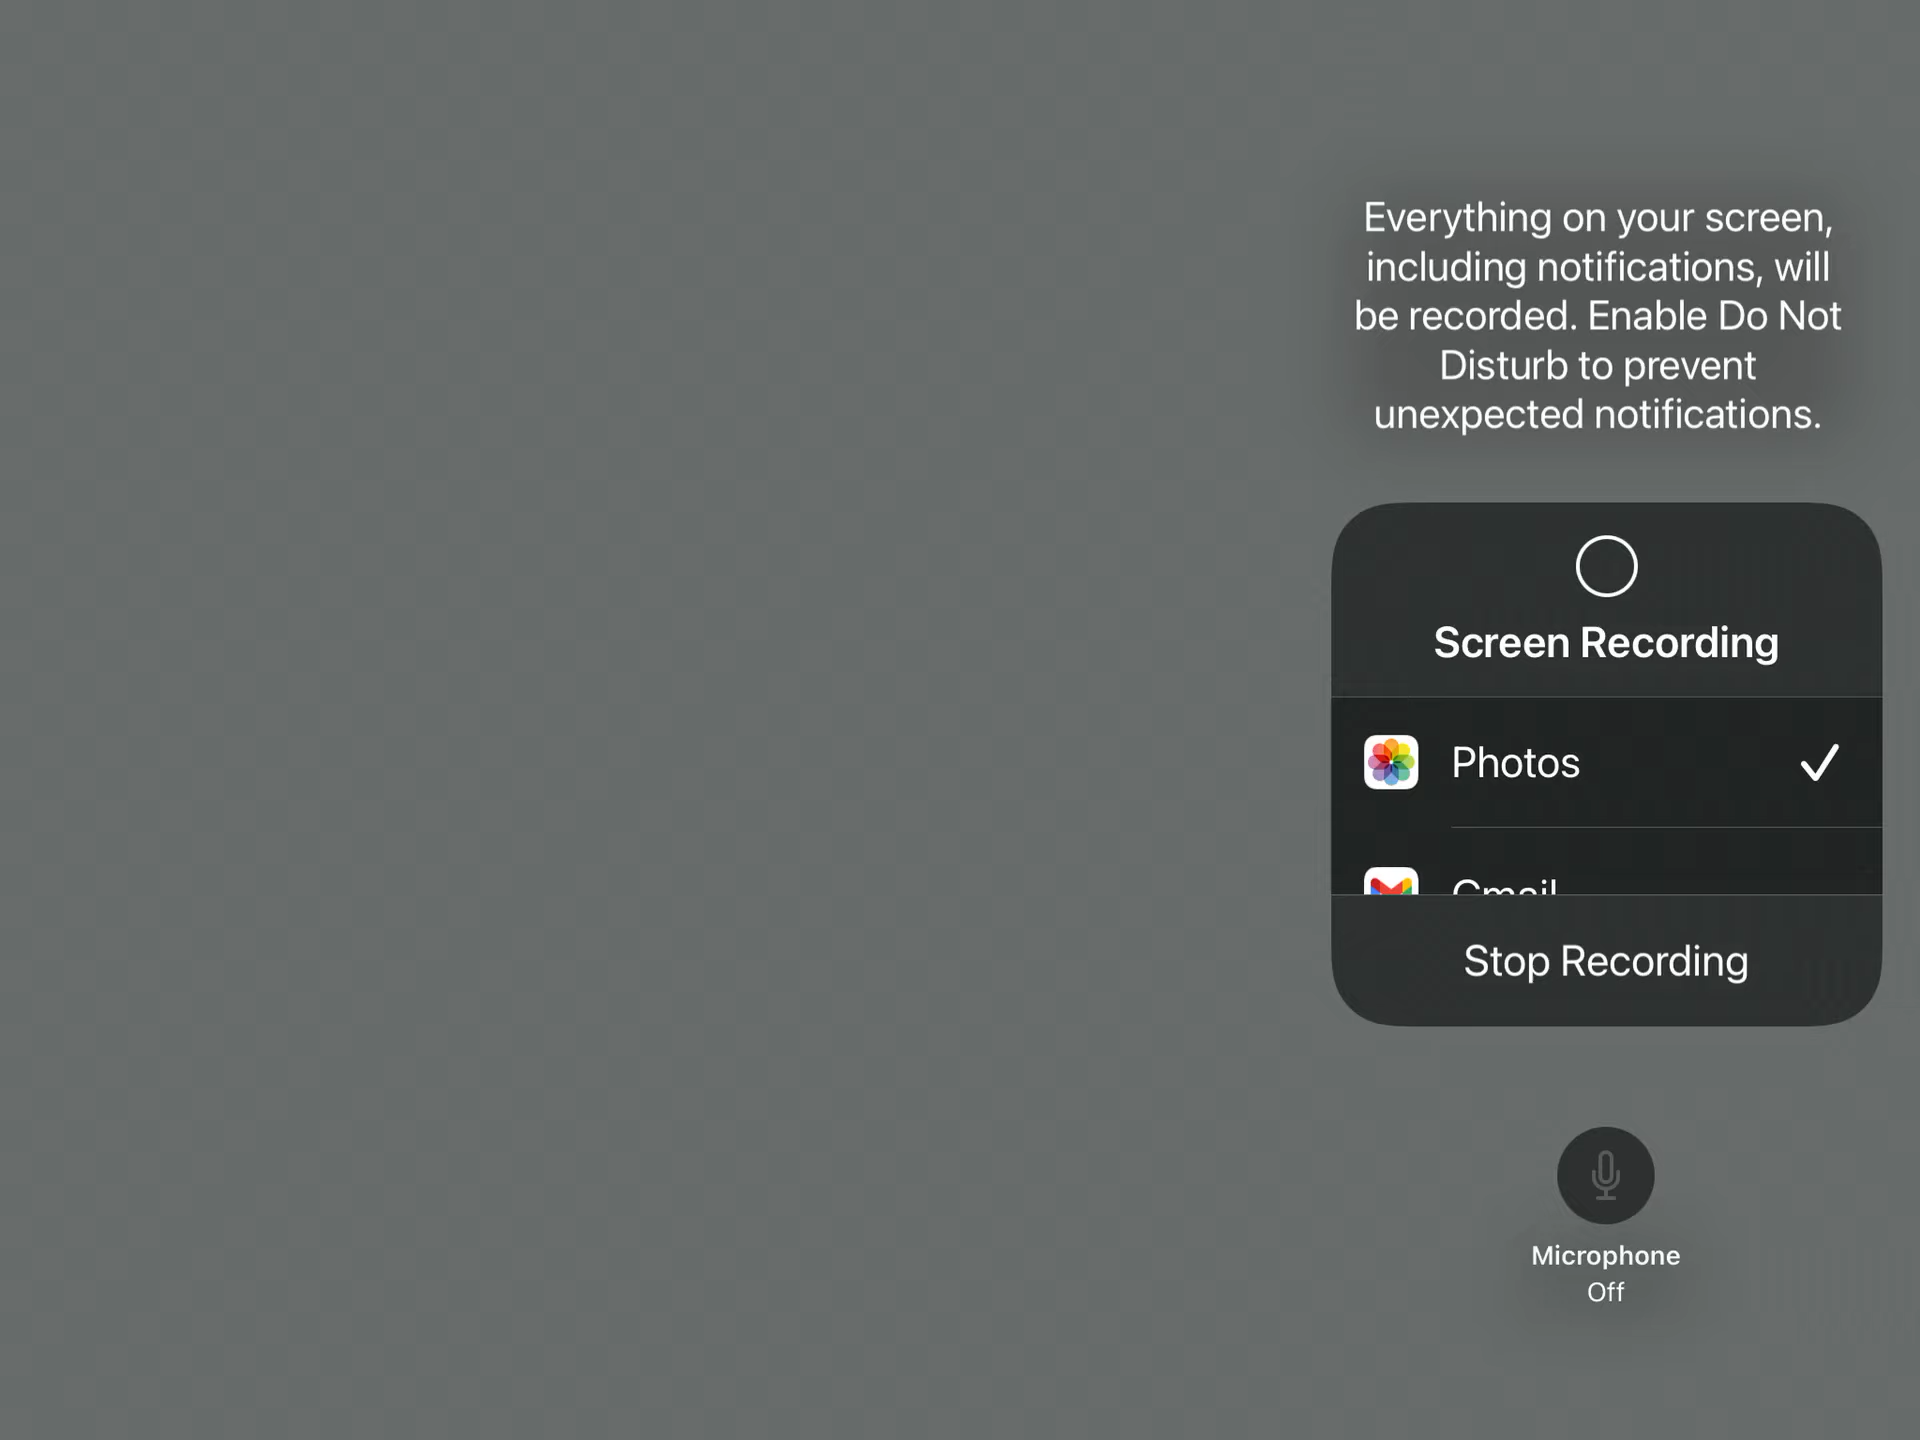 Everything on your screen,
including notifications, will
be recorded. Enable Do Not
Disturb to prevent
unexpected notifications.
Screen Recording
Photos
Gmail
Stop Recording
Microphone
Off